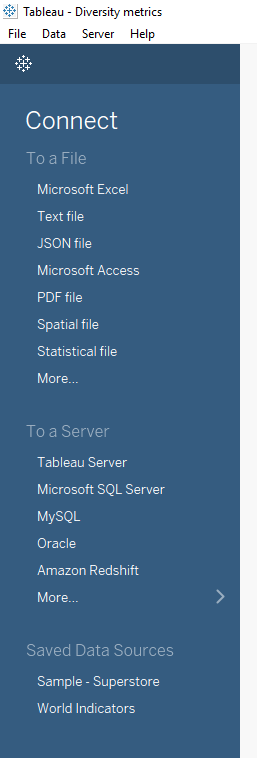 Tableau - Diversity metrics
File Data Server Help
Connect
To a File
Microsoft Excel
Text file
JSON file
Microsoft Access
PDF file
Spatial file
Statistical file
More...
To a Server
Tableau Server
Microsoft SQL Server
MySQL
Oracle
Amazon Redshift
More...
Saved Data Sources
Sample - Superstore
World Indicators